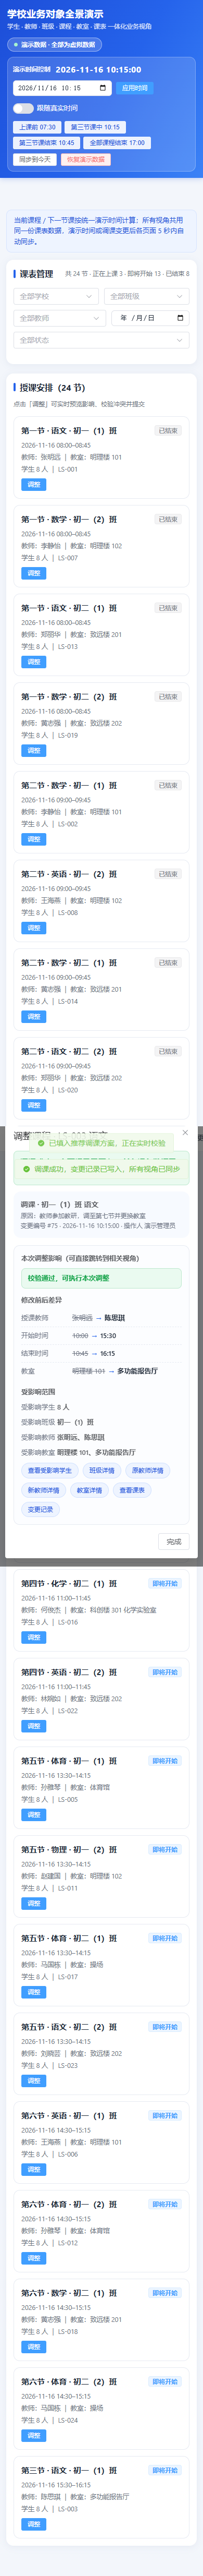 学校业务对象全景演示
学生 · 教师 · 班级 · 课程 · 教室 · 课表 一体化业务视角
演示数据 · 全部为虚拟数据
演示时间控制 2026-11-16 10:15:00
2026/11/16 10:15 应用时间
跟随真实时间
上课前 07:30 第三节课中 10:15
第三节课结束 10:45 全部课程结束 17:00
同步到今天 恢复演示数据
当前课程 / 下一节课按统一演示时间计算；所有视角共用
同一份课表数据，演示时间或调课变更后各页面 5 秒内自
动同步。
课表管理 共 24 节 · 正在上课 3 · 即将开始 13 · 已结束 8
全部学校 全部班级
全部教师 年 /月/日
全部状态
授课安排（24 节）
点击「调整」可实时预览影响、校验冲突并提交
第一节 · 语文 · 初一（1）班 已结束
2026-11-16 08:00–08:45
教师：张明远 | 教室：明理楼 101
学生 8 人 | LS-001
调整
第一节 · 数学 · 初一（2）班 已结束
2026-11-16 08:00–08:45
教师：李静怡 | 教室：明理楼 102
学生 8 人 | LS-007
调整
第一节 · 语文 · 初二（1）班 已结束
2026-11-16 08:00–08:45
教师：郑丽华 | 教室：致远楼 201
学生 8 人 | LS-013
调整
第一节 · 数学 · 初二（2）班 已结束
2026-11-16 08:00–08:45
教师：黄志强 | 教室：致远楼 202
学生 8 人 | LS-019
调整
第二节 · 数学 · 初一（1）班 已结束
2026-11-16 09:00–09:45
教师：李静怡 | 教室：明理楼 101
学生 8 人 | LS-002
调整
第二节 · 英语 · 初一（2）班 已结束
2026-11-16 09:00–09:45
教师：王海燕 | 教室：明理楼 102
学生 8 人 | LS-008
调整
第二节 · 数学 · 初二（1）班 已结束
2026-11-16 09:00–09:45
教师：黄志强 | 教室：致远楼 201
学生 8 人 | LS-014
调整
第二节 · 语文 · 初二（2）班 已结束
2026-11-16 09:00–09:45
教师：郑丽华 | 教室：致远楼 202
学生 8 人 | LS-020
调整
已填入推荐调课方案，正在实时校验
调课成功，变更记录已写入，所有视角已同步
调课 · 初一（1）班 语文
原因：教师参加教研，调至第七节并更换教室
变更编号 #75 · 2026-11-16 10:15:00 · 操作人 演示管理员
本次调整影响（可直接跳转到相关视角）
校验通过，可执行本次调整
修改前后差异
授课教师 张明远 → 陈思琪
开始时间 10:00 → 15:30
结束时间 10:45 → 16:15
教室 明理楼 101 → 多功能报告厅
受影响范围
受影响学生 8 人
受影响班级 初一（1）班
受影响教师 张明远、陈思琪
受影响教室 明理楼 101、多功能报告厅
查看受影响学生 班级详情 原教师详情
新教师详情 教室详情 查看课表
变更记录
完成
第四节 · 化学 · 初二（1）班 即将开始
2026-11-16 11:00–11:45
教师：何俊杰 | 教室：科创楼 301 化学实验室
学生 8 人 | LS-016
调整
第四节 · 英语 · 初二（2）班 即将开始
2026-11-16 11:00–11:45
教师：林婉如 | 教室：致远楼 202
学生 8 人 | LS-022
调整
第五节 · 体育 · 初一（1）班 即将开始
2026-11-16 13:30–14:15
教师：孙雅琴 | 教室：体育馆
学生 8 人 | LS-005
调整
第五节 · 物理 · 初一（2）班 即将开始
2026-11-16 13:30–14:15
教师：赵建国 | 教室：明理楼 102
学生 8 人 | LS-011
调整
第五节 · 体育 · 初二（1）班 即将开始
2026-11-16 13:30–14:15
教师：马国栋 | 教室：操场
学生 8 人 | LS-017
调整
第五节 · 语文 · 初二（2）班 即将开始
2026-11-16 13:30–14:15
教师：刘晓芸 | 教室：致远楼 202
学生 8 人 | LS-023
调整
第六节 · 英语 · 初一（1）班 即将开始
2026-11-16 14:30–15:15
教师：王海燕 | 教室：明理楼 101
学生 8 人 | LS-006
调整
第六节 · 体育 · 初一（2）班 即将开始
2026-11-16 14:30–15:15
教师：孙雅琴 | 教室：体育馆
学生 8 人 | LS-012
调整
第六节 · 数学 · 初二（1）班 即将开始
2026-11-16 14:30–15:15
教师：黄志强 | 教室：致远楼 201
学生 8 人 | LS-018
调整
第六节 · 体育 · 初二（2）班 即将开始
2026-11-16 14:30–15:15
教师：马国栋 | 教室：操场
学生 8 人 | LS-024
调整
第三节 · 语文 · 初一（1）班 即将开始
2026-11-16 15:30–16:15
教师：陈思琪 | 教室：多功能报告厅
学生 8 人 | LS-003
调整